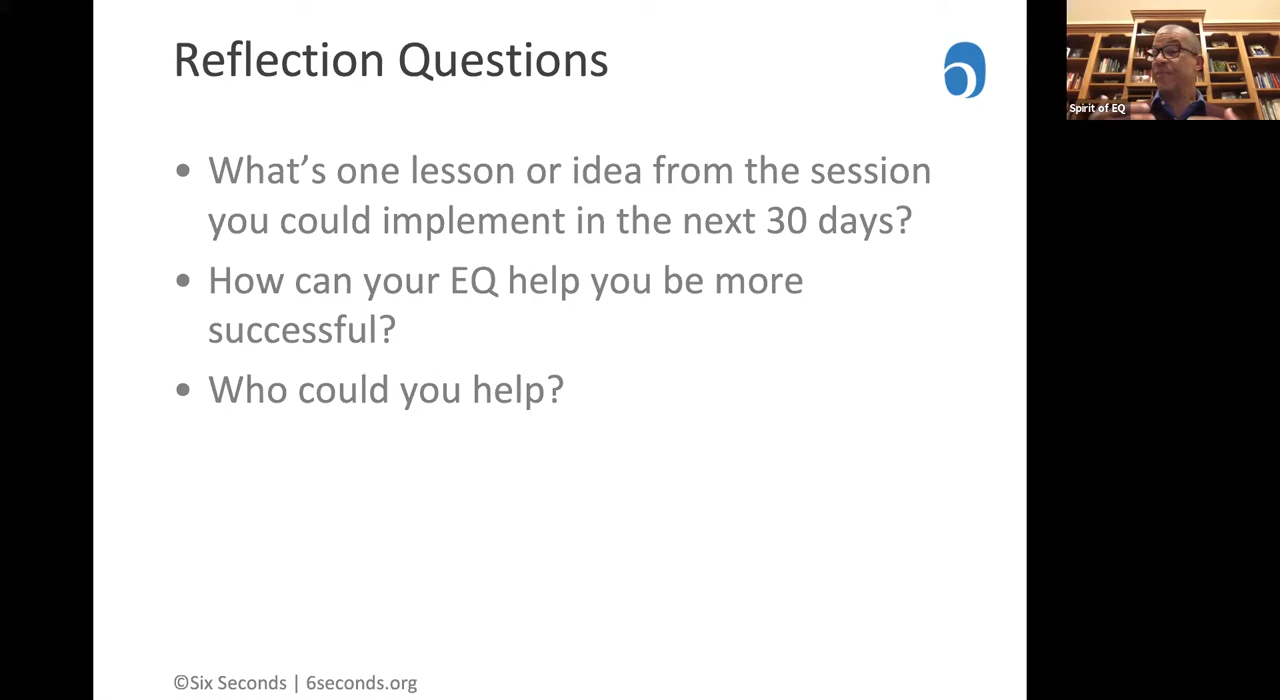 Reflection Questions
Spirit of EQ
• What’s one lesson or idea from the session
you could implement in the next 30 days?
• How can your EQ help you be more
successful?
• Who could you help?
©Six Seconds | 6seconds.org